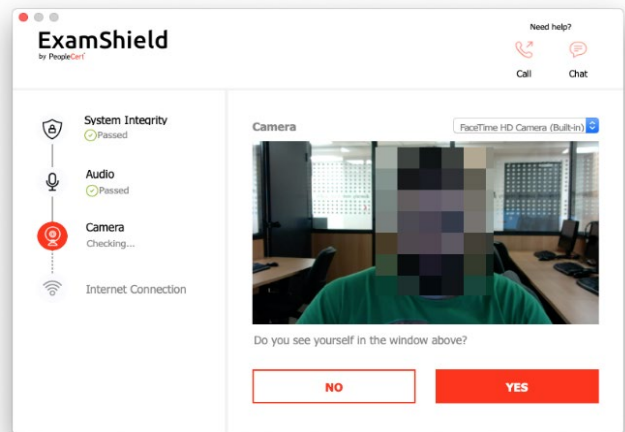 Need help?
ExamShield
by PeopleCert
Call
Chat
System Integrity
Passed
Audio
Passed
Camera
Checking...
Internet Connection
Camera
FaceTime HD Camera (Built-in)
Do you see yourself in the window above?
NO
YES